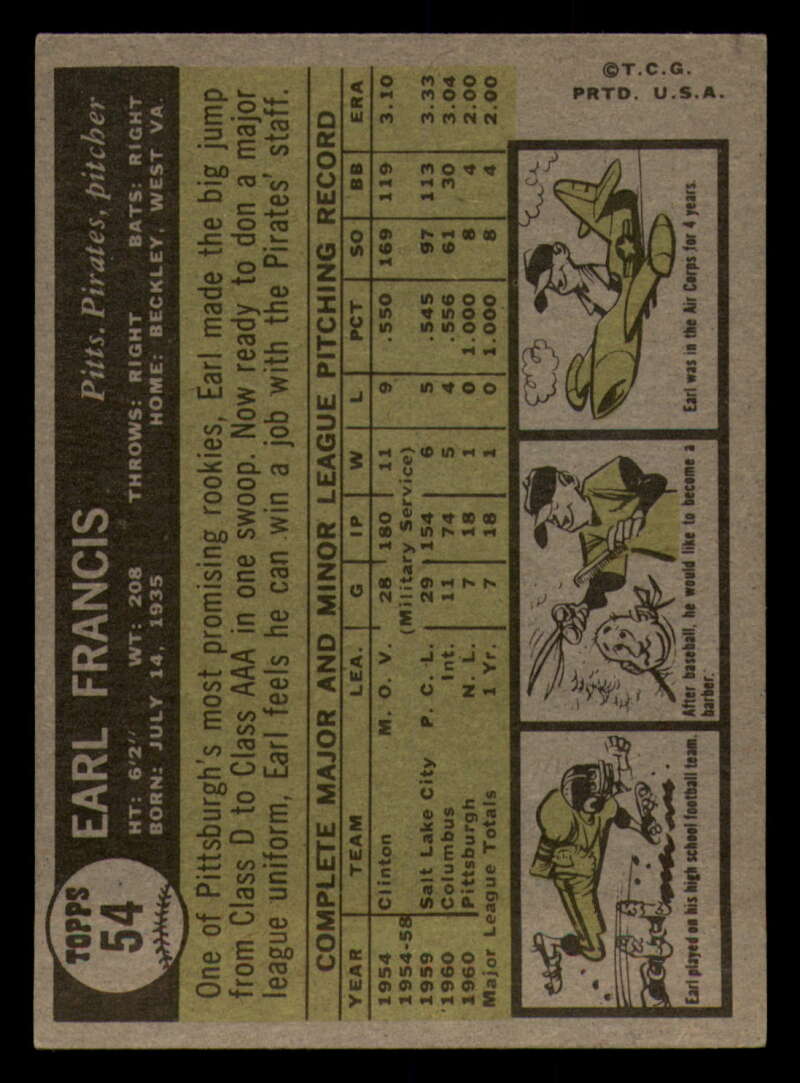 TOPPS
54
EARL FRANCIS
Pitts. Pirates, pitcher
HT: 6'2" WT: 208 THROWS: RIGHT BATS: RIGHT
BORN: JULY 14, 1935 HOME: BECKLEY, WEST VA.
One of Pittsburgh's most promising rookies, Earl made the big jump
from Class D to Class AAA in one swoop. Now ready to don a major
league uniform, Earl feels he can win a job with the Pirates' staff.
COMPLETE MAJOR AND MINOR LEAGUE PITCHING RECORD
YEAR TEAM LEA. G IP W L PCT SO BB ERA
1954 Clinton M. O. V. 28 180 11 9 .550 169 119 3.10
1954-58 (Military Service)
1959 Salt Lake City P. C. L. 29 154 6 5 .545 97 113 3.33
1960 Columbus Int. 11 74 5 4 .556 61 30 3.04
1960 Pittsburgh N. L. 7 18 1 0 1.000 8 4 2.00
Major League Totals 1 Yr. 7 18 1 0 1.000 8 4 2.00
Earl played on his high school football team.
After baseball, he would like to become a
barber.
Earl was in the Air Corps for 4 years.
©T.C.G.
PRTD. U.S.A.